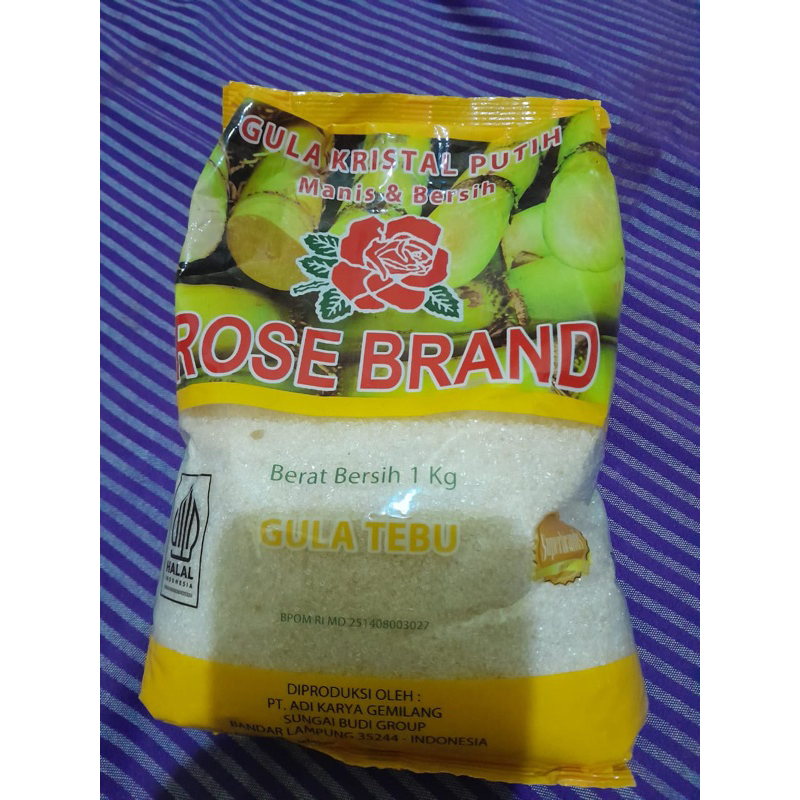 GULA KRISTAL PUTIH
Manis & Bersih
ROSE BRAND
Berat Bersih 1 Kg
GULA TEBU
HALAL
INDONESIA
BPOM RI MD 251408003027
DIPRODUKSI OLEH :
PT. ADI KARYA GEMILANG
SUNGAI BUDI GROUP
BANDAR LAMPUNG 35244 - INDONESIA